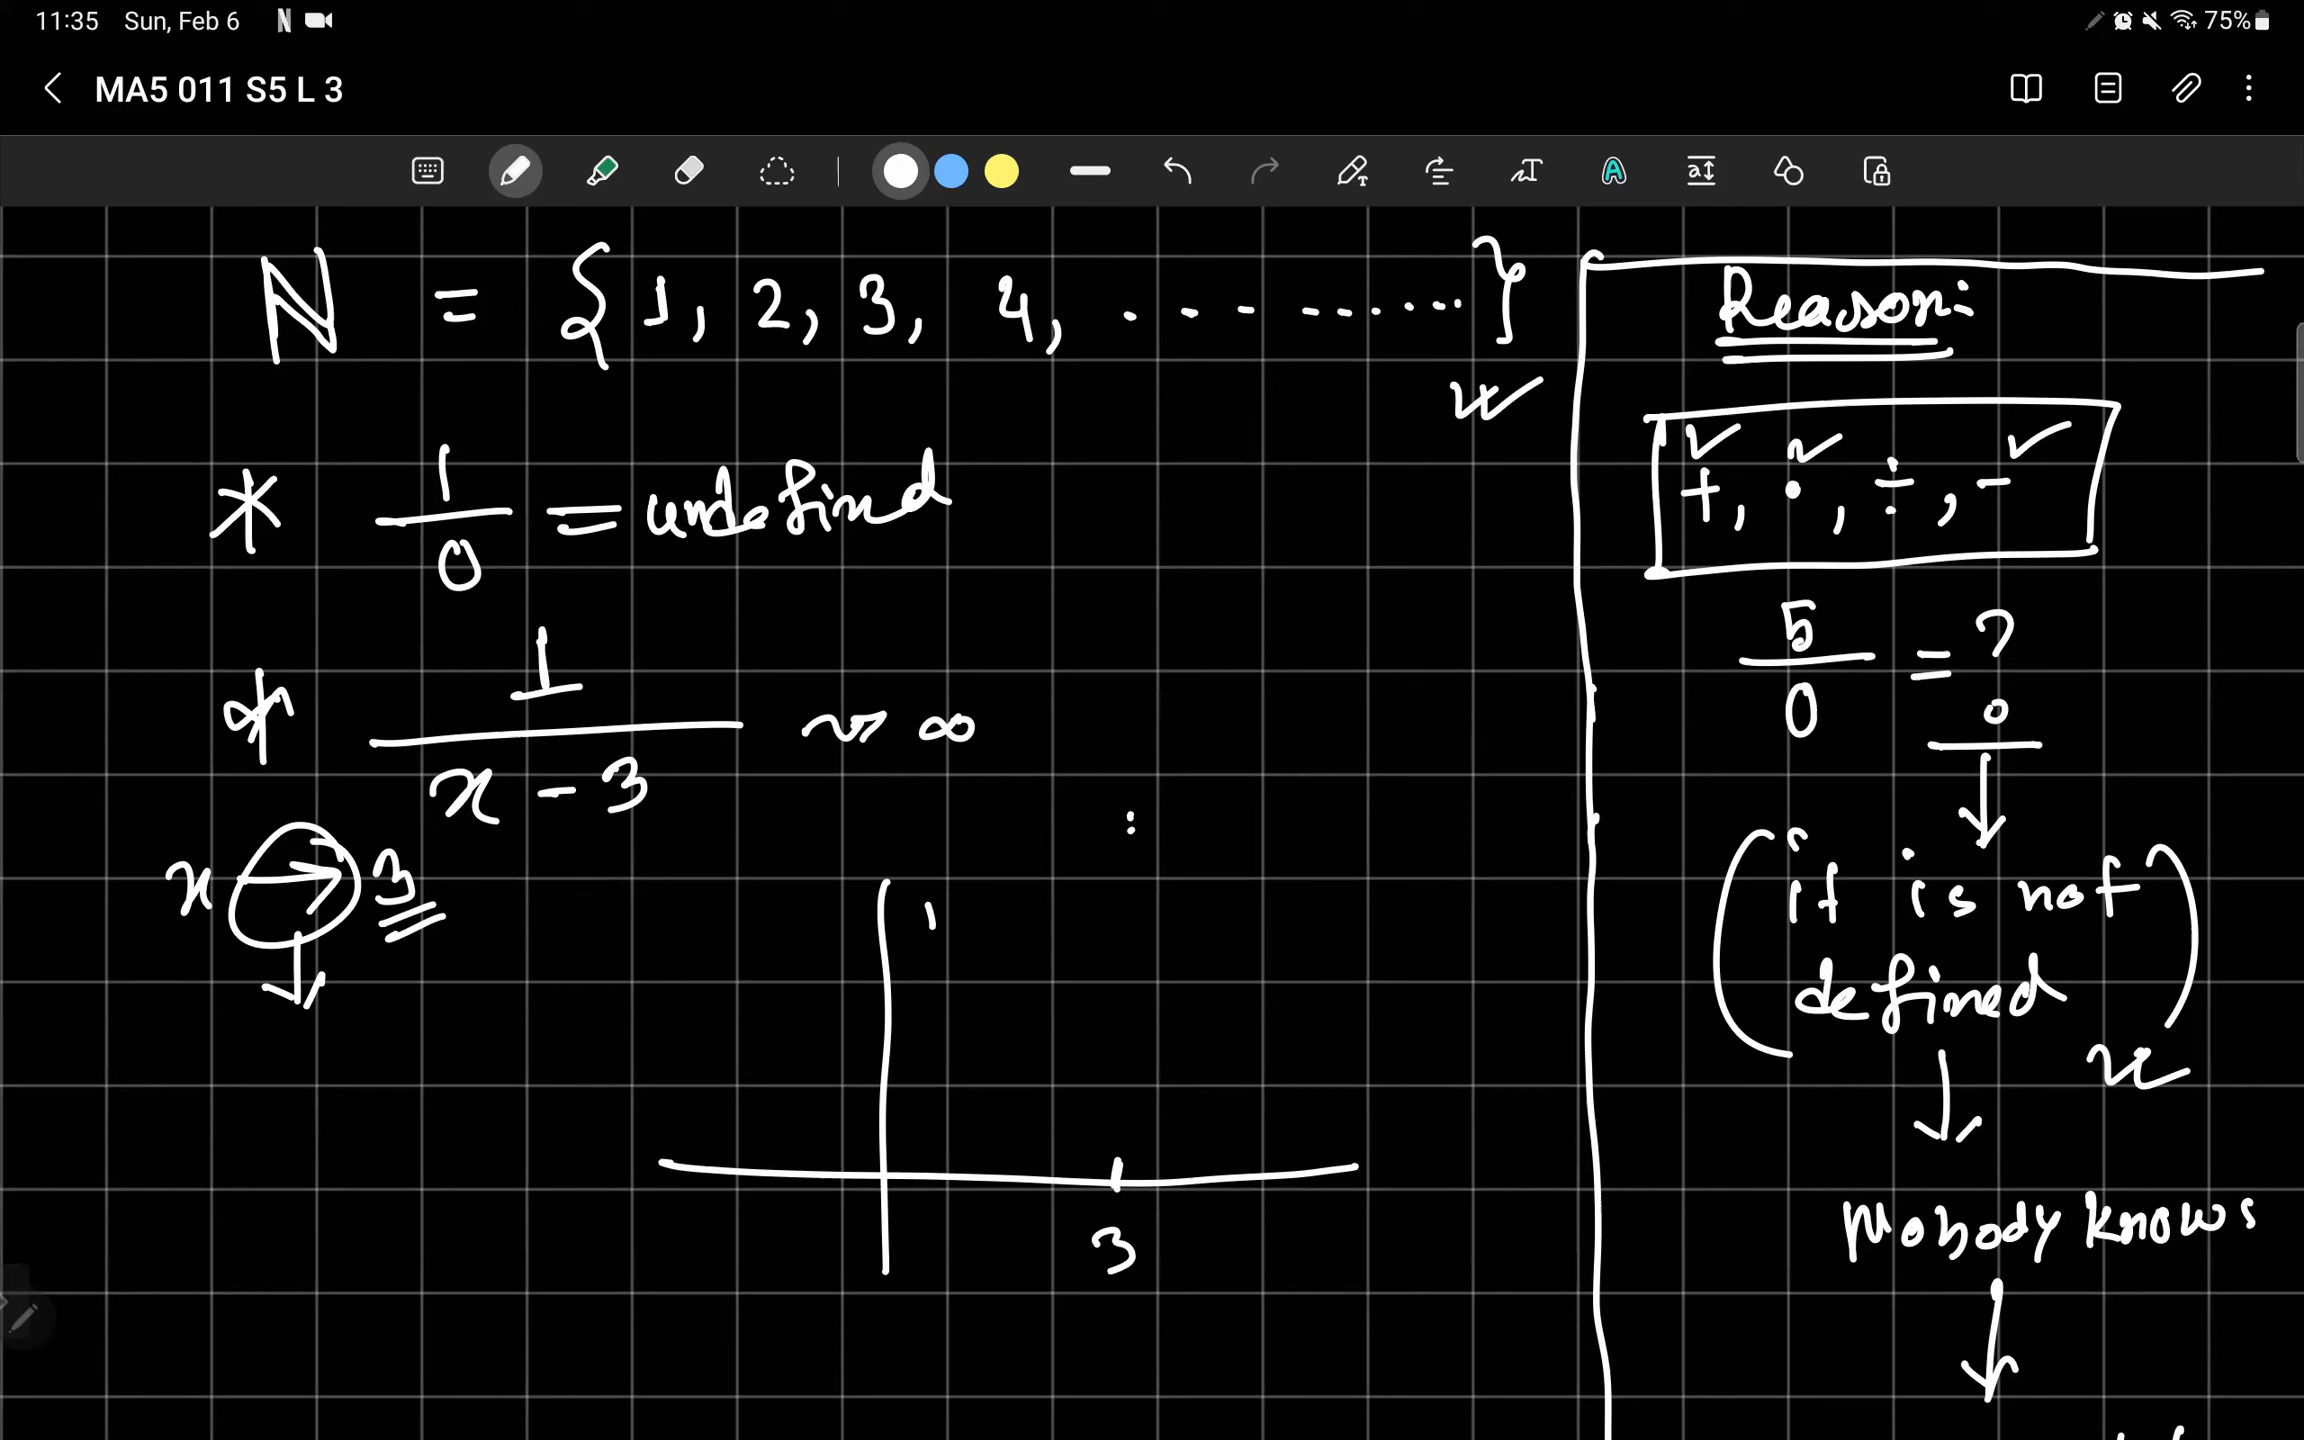 11:35 Sun, Feb 6 N 75%
MA5 011 S5 L 3
ℕ = { 1, 2, 3, 4, ............ }
* 1/0 = undefined
* 1/(x - 3) ⇝ ∞
x → 3
3
Reason:
+, ·, ÷, -
5/0 = ?
0
(it is not
defined)
Nobody knows